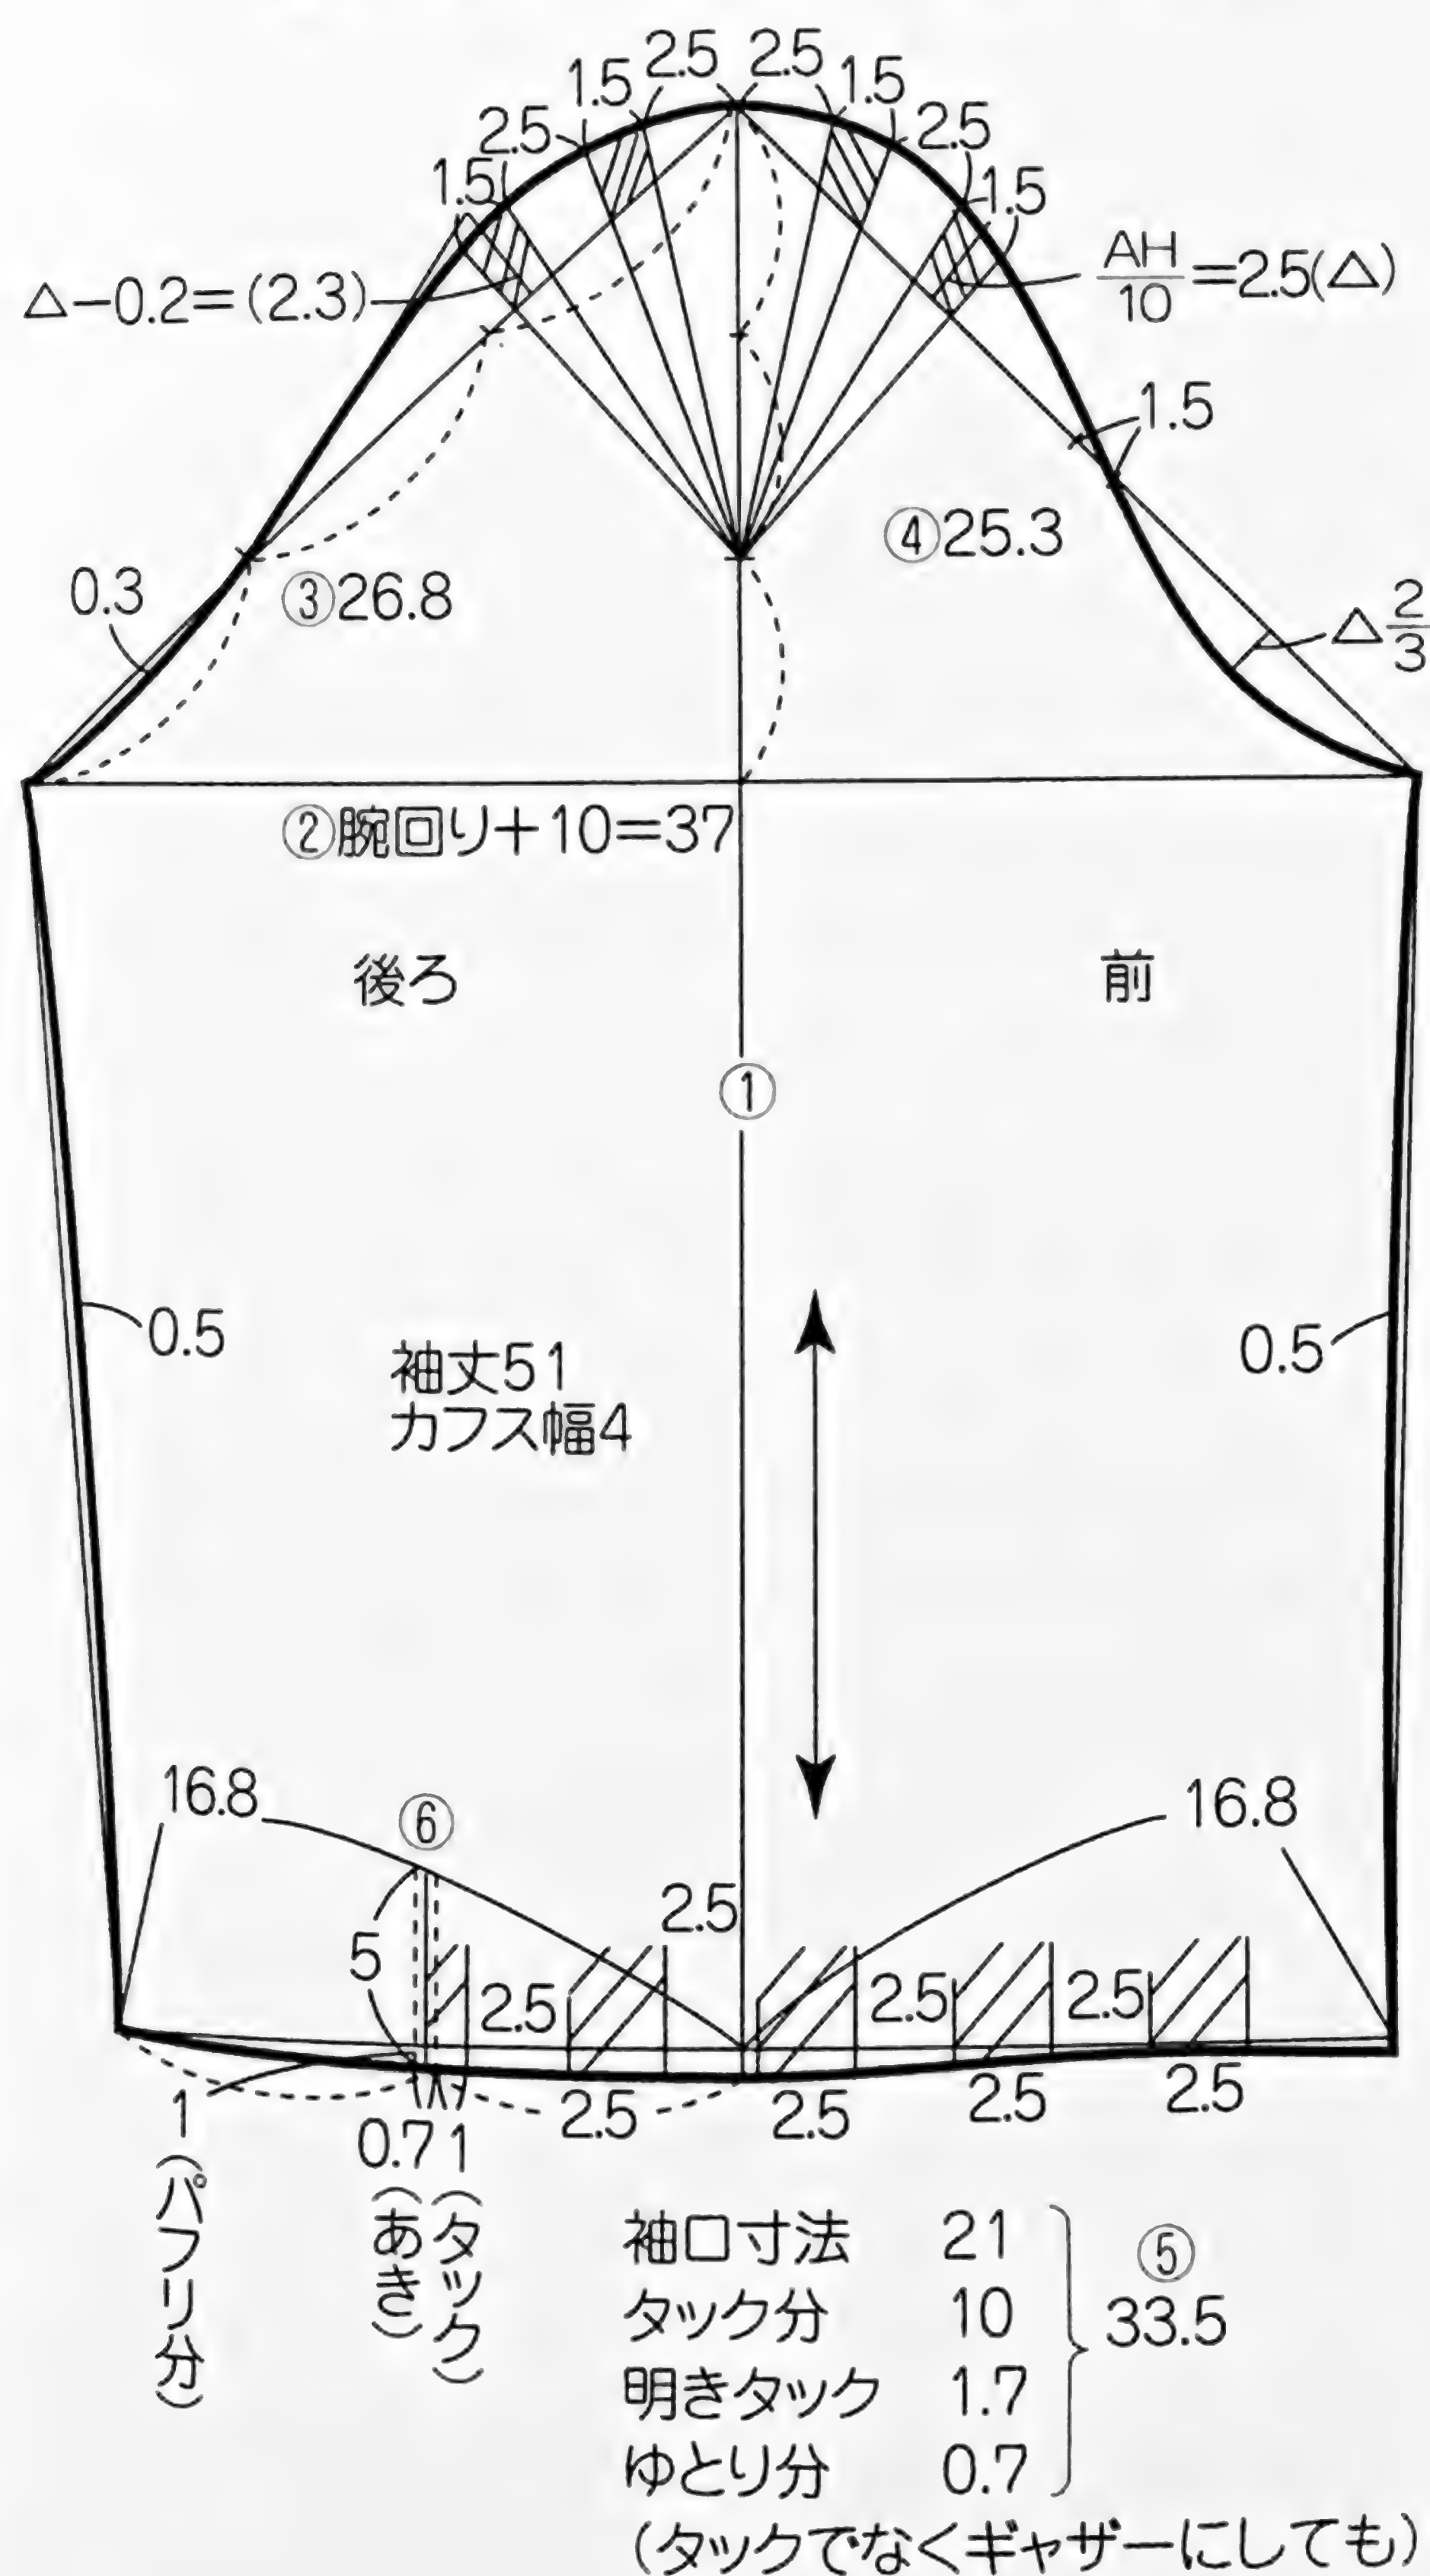 2.5 2.5
1.5 1.5
2.5 2.5
1.5 1.5
△−0.2=(2.3)
AH/10=2.5(△)
1.5
④25.3
0.3
③26.8
△2/3
②腕回り+10=37
後ろ 前
①
0.5 0.5
袖丈51
カフス幅4
16.8 16.8
⑥
2.5
5
2.5 2.5 2.5
2.5 2.5 2.5 2.5
1(パフリ分)
0.7(あき)
1(タック)
袖口寸法 21
タック分 10
明きタック 1.7
ゆとり分 0.7
⑤
33.5
(タックでなくギャザーにしても)